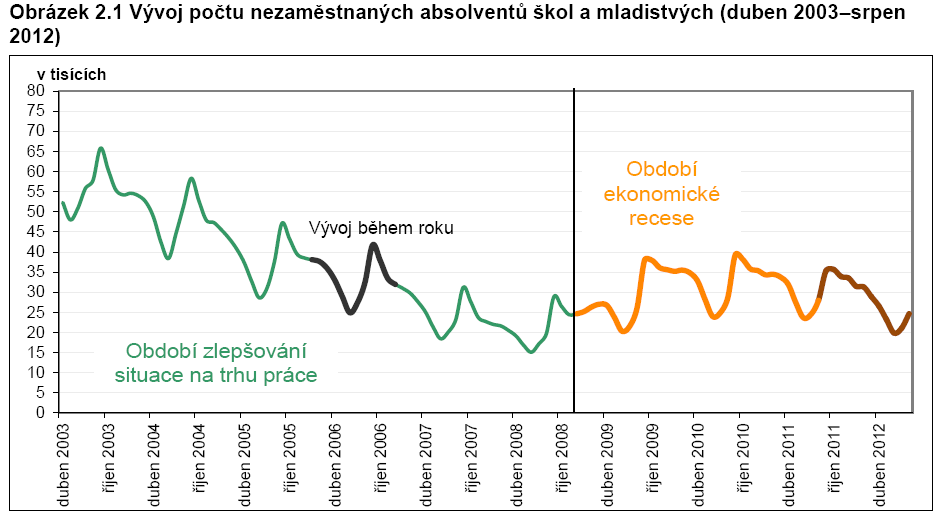 Obrázek 2.1 Vývoj počtu nezaměstnaných absolventů škol a mladistvých (duben 2003–srpen
2012)
v tisících
80
75
70
65
60
55
50
45
40
35
30
25
20
15
10
5
0
Období
ekonomické
recese
Vývoj během roku
Období zlepšování
situace na trhu práce
duben 2003
říjen 2003
duben 2004
říjen 2004
duben 2005
říjen 2005
duben 2006
říjen 2006
duben 2007
říjen 2007
duben 2008
říjen 2008
duben 2009
říjen 2009
duben 2010
říjen 2010
duben 2011
říjen 2011
duben 2012